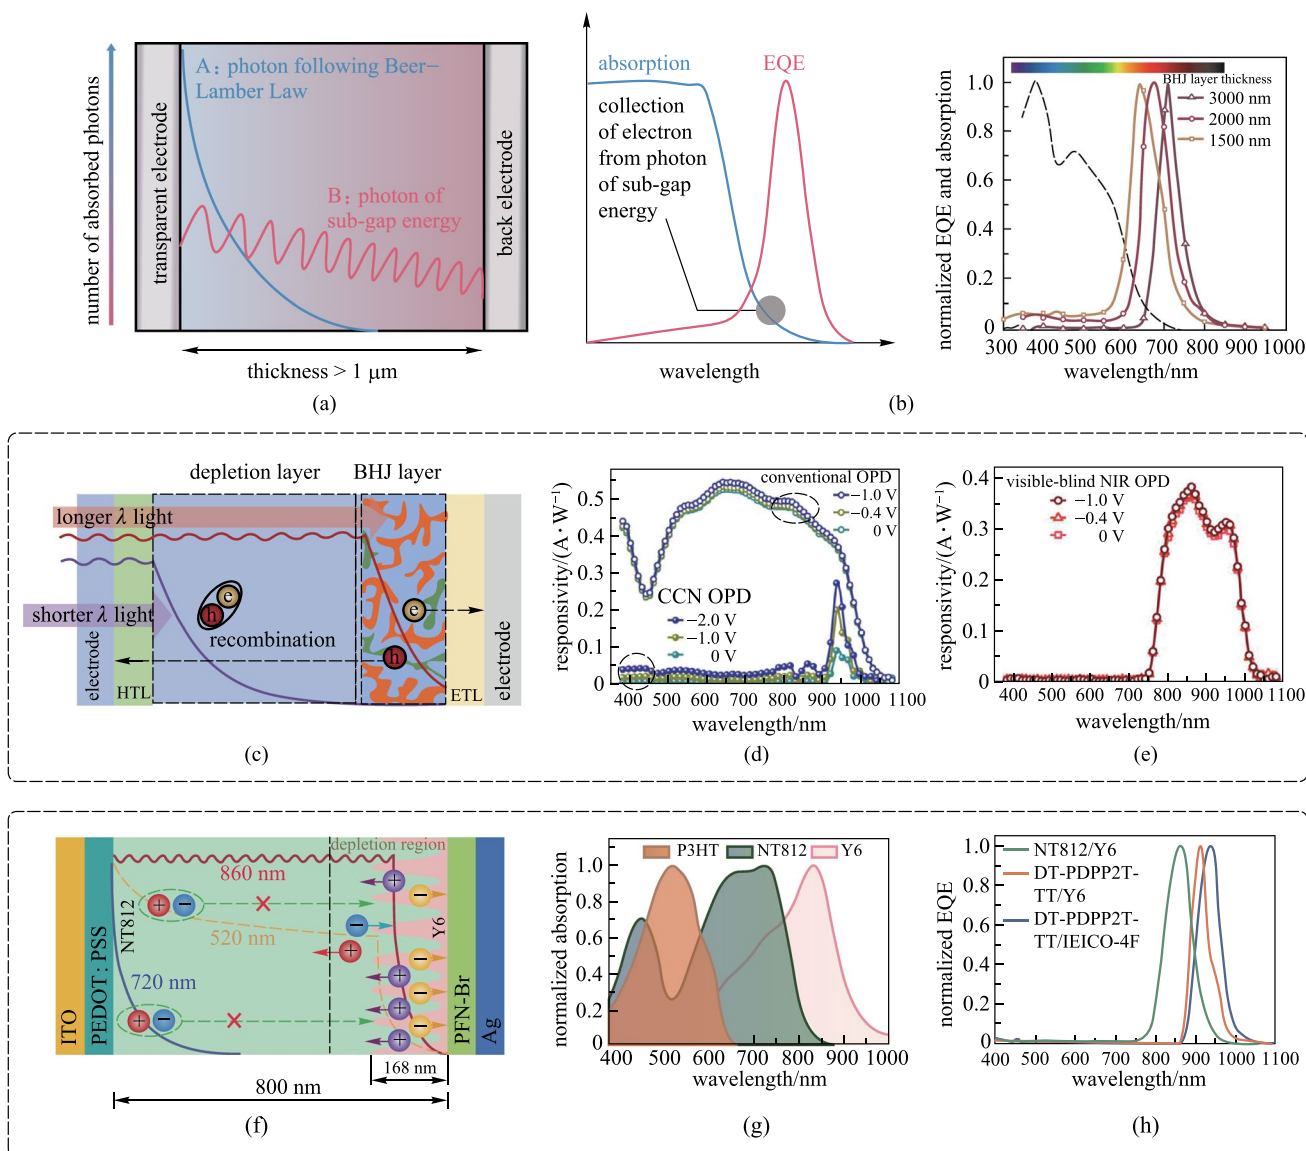 number of absorbed photons
transparent electrode
A: photon following Beer–
Lamber Law
B: photon of
sub-gap energy
back electrode
thickness > 1 μm
(a)
absorption
EQE
collection
of electron
from photon
of sub-gap
energy
wavelength
normalized EQE and absorption
1.0
0.8
0.6
0.4
0.2
0
BHJ layer thickness
3000 nm
2000 nm
1500 nm
300 400 500 600 700 800 900 1000
wavelength/nm
(b)
depletion layer
BHJ layer
longer λ light
shorter λ light
e
h
recombination
e
h
electrode
HTL
ETL
electrode
(c)
responsivity/(A · W⁻¹)
0.5
0.4
0.3
0.2
0.1
0
conventional OPD
−1.0 V
−0.4 V
0 V
CCN OPD
−2.0 V
−1.0 V
0 V
400 500 600 700 800 900 1000 1100
wavelength/nm
(d)
responsivity/(A · W⁻¹)
0.4
0.3
0.2
0.1
0
visible-blind NIR OPD
−1.0 V
−0.4 V
0 V
400 500 600 700 800 900 1000 1100
wavelength/nm
(e)
ITO
PEDOT : PSS
NT812
depletion region
860 nm
520 nm
720 nm
Y6
PFN-Br
Ag
168 nm
800 nm
(f)
normalized absorption
1.0
0.8
0.6
0.4
0.2
0
P3HT NT812 Y6
400 500 600 700 800 900 1000
wavelength/nm
(g)
normalized EQE
1.0
0.8
0.6
0.4
0.2
0
NT812/Y6
DT-PDPP2T-
TT/Y6
DT-PDPP2T-
TT/IEICO-4F
400 500 600 700 800 900 1000 1100
wavelength/nm
(h)